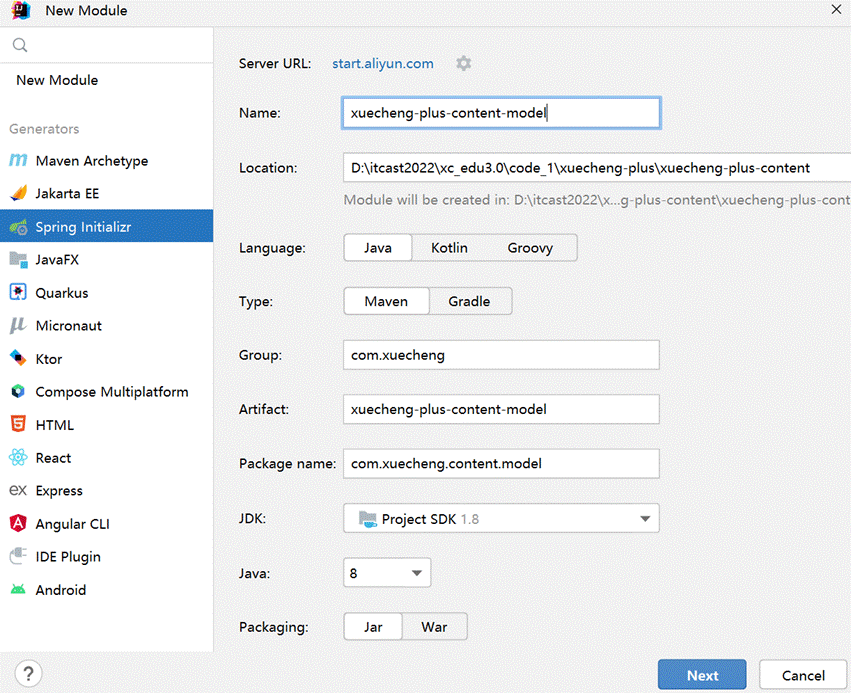 New Module
New Module
Generators
Maven Archetype
Jakarta EE
Spring Initializr
JavaFX
Quarkus
Micronaut
Ktor
Compose Multiplatform
HTML
React
Express
Angular CLI
IDE Plugin
Android
Server URL: start.aliyun.com
Name: xuecheng-plus-content-model
Location: D:\itcast2022\xc_edu3.0\code_1\xuecheng-plus\xuecheng-plus-content
Module will be created in: D:\itcast2022\x...g-plus-content\xuecheng-plus-cont
Language: Java Kotlin Groovy
Type: Maven Gradle
Group: com.xuecheng
Artifact: xuecheng-plus-content-model
Package name: com.xuecheng.content.model
JDK: Project SDK 1.8
Java: 8
Packaging: Jar War
? Next Cancel